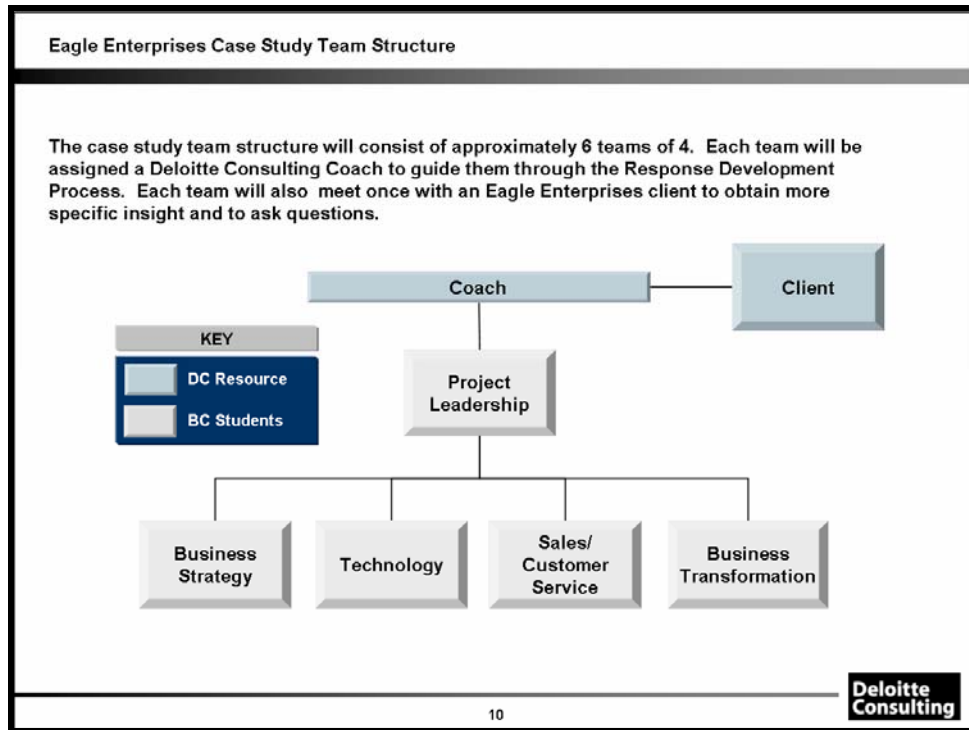 Eagle Enterprises Case Study Team Structure
The case study team structure will consist of approximately 6 teams of 4. Each team will be
assigned a Deloitte Consulting Coach to guide them through the Response Development
Process. Each team will also meet once with an Eagle Enterprises client to obtain more
specific insight and to ask questions.
Coach
Client
KEY
DC Resource
BC Students
Project
Leadership
Business
Strategy
Technology
Sales/
Customer
Service
Business
Transformation
10
Deloitte
Consulting